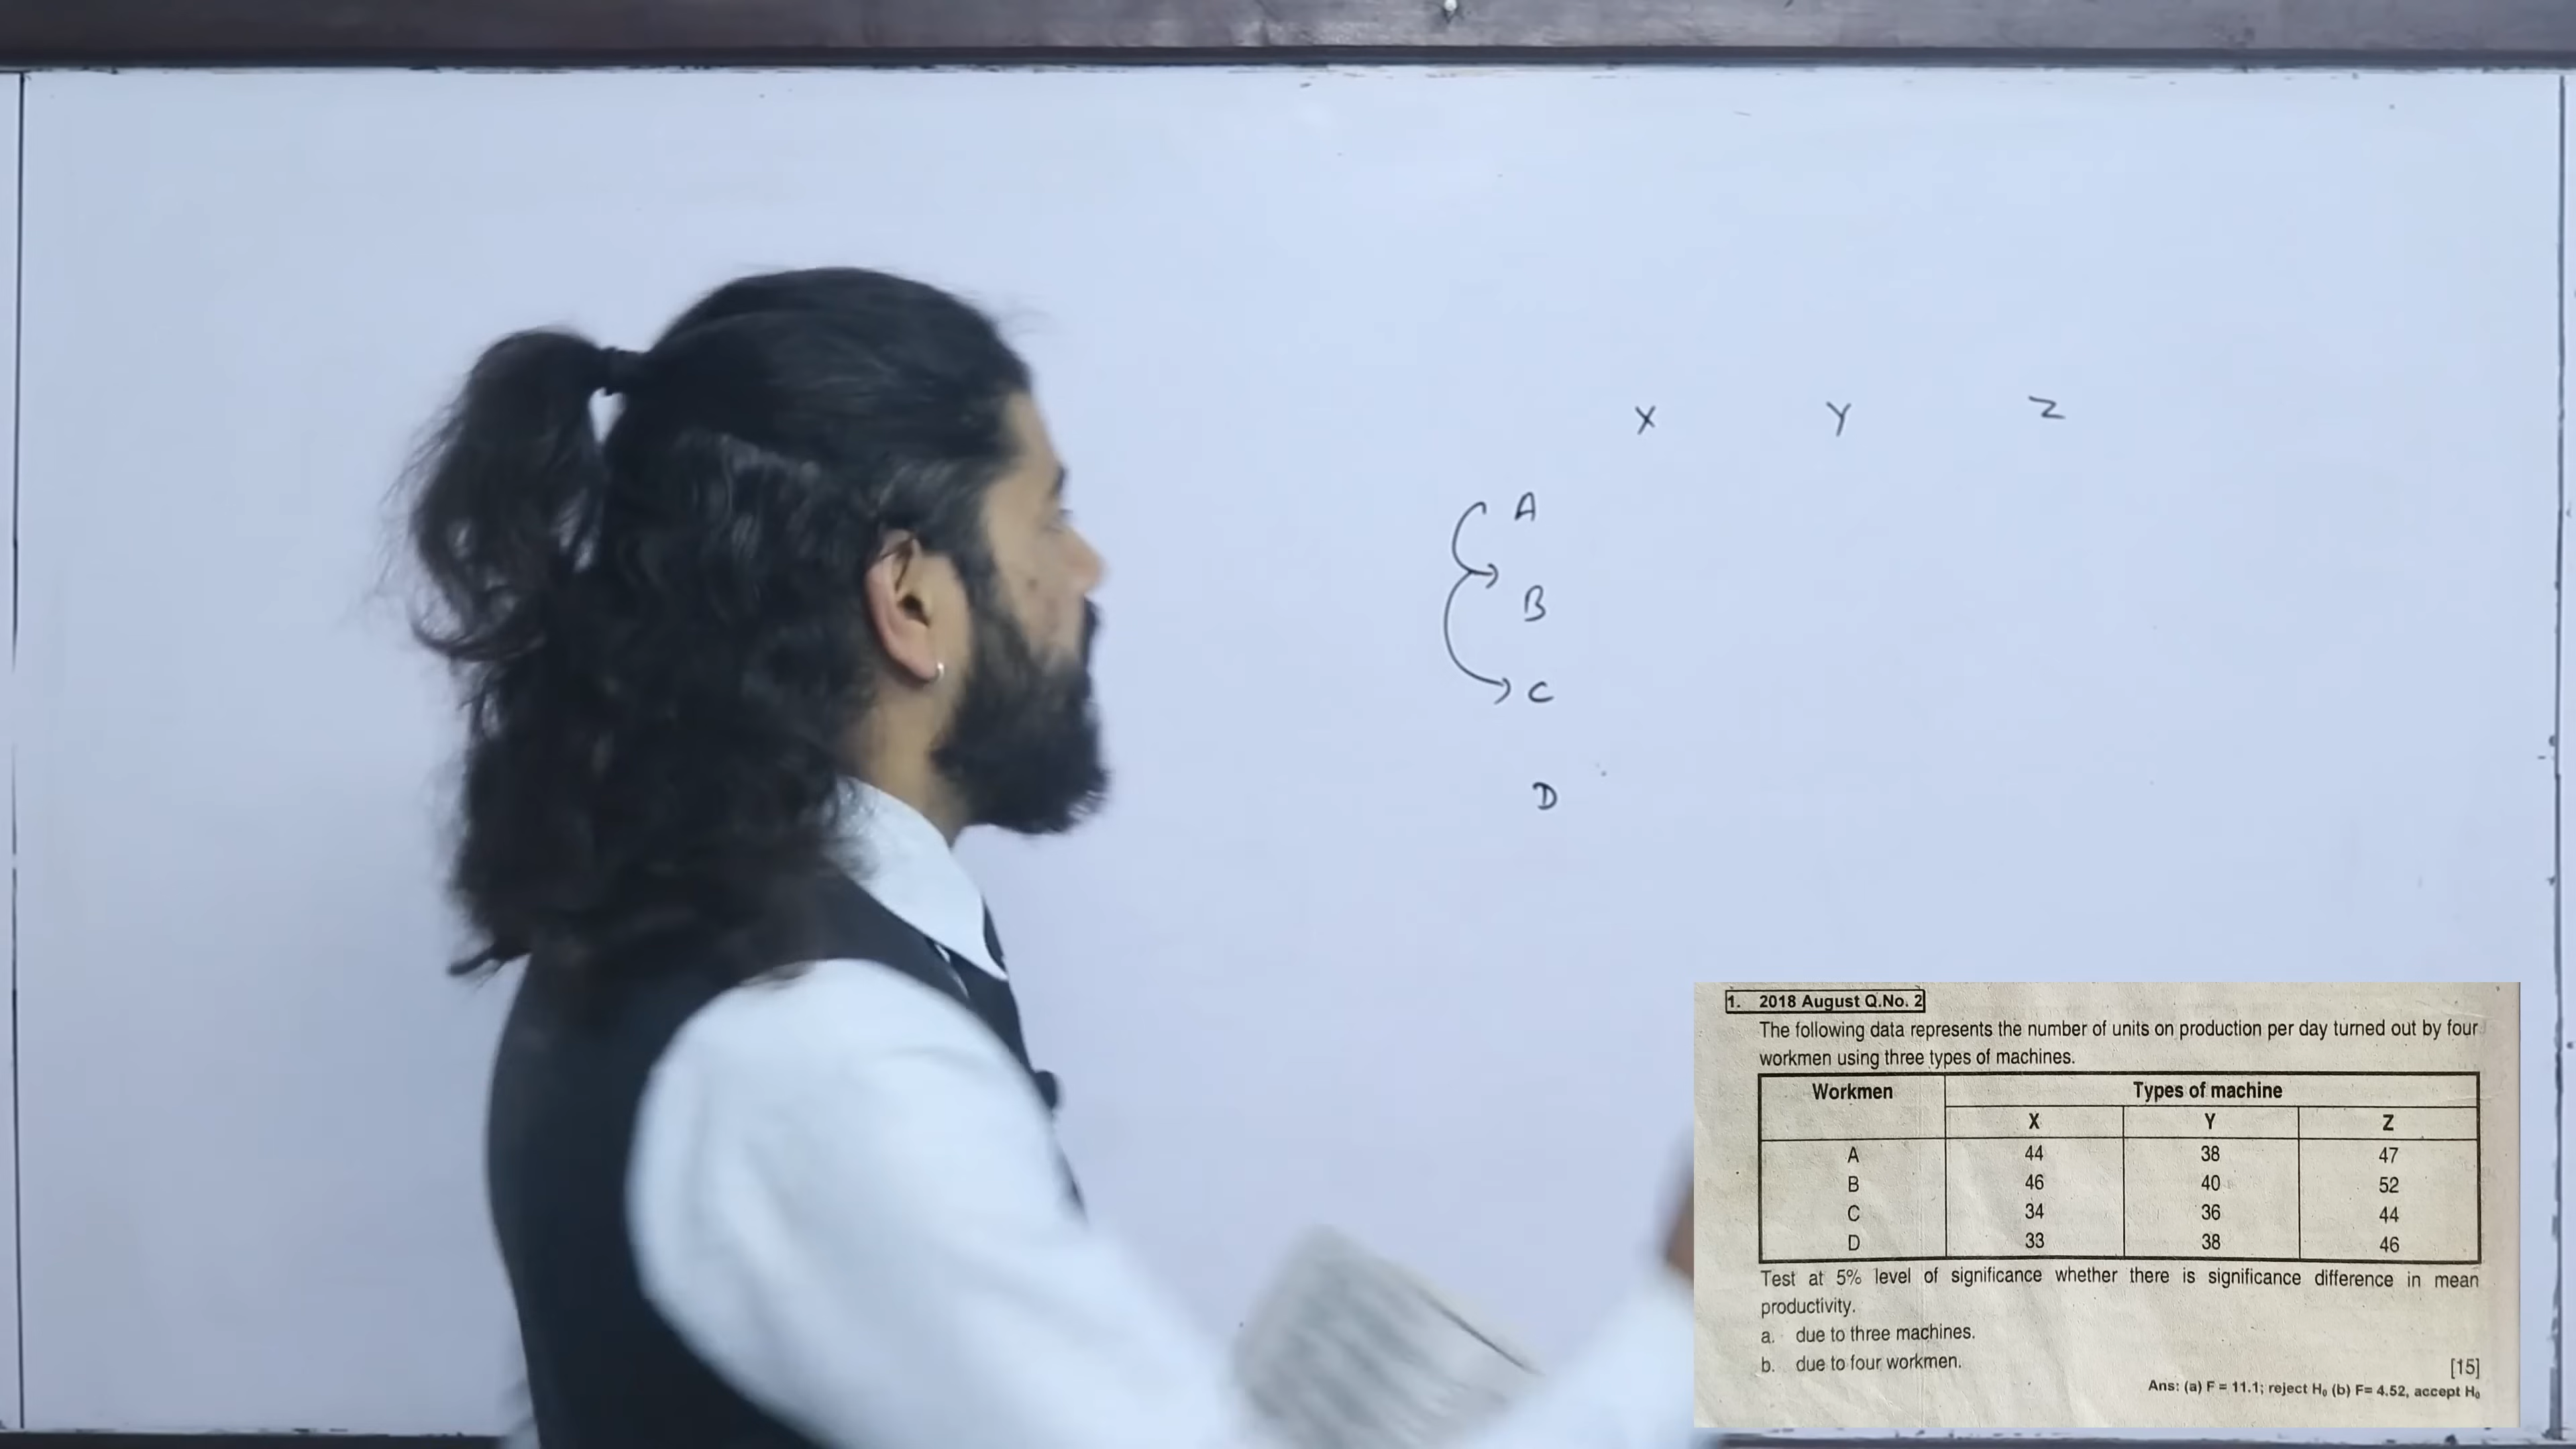 X Y Z
A
B
C
D
1. 2018 August Q.No. 2
The following data represents the number of units on production per day turned out by four
workmen using three types of machines.
Workmen Types of machine
X Y Z
A 44 38 47
B 46 40 52
C 34 36 44
D 33 38 46
Test at 5% level of significance whether there is significance difference in mean
productivity.
a. due to three machines.
b. due to four workmen.
[15]
Ans: (a) F = 11.1; reject H₀ (b) F= 4.52, accept H₀